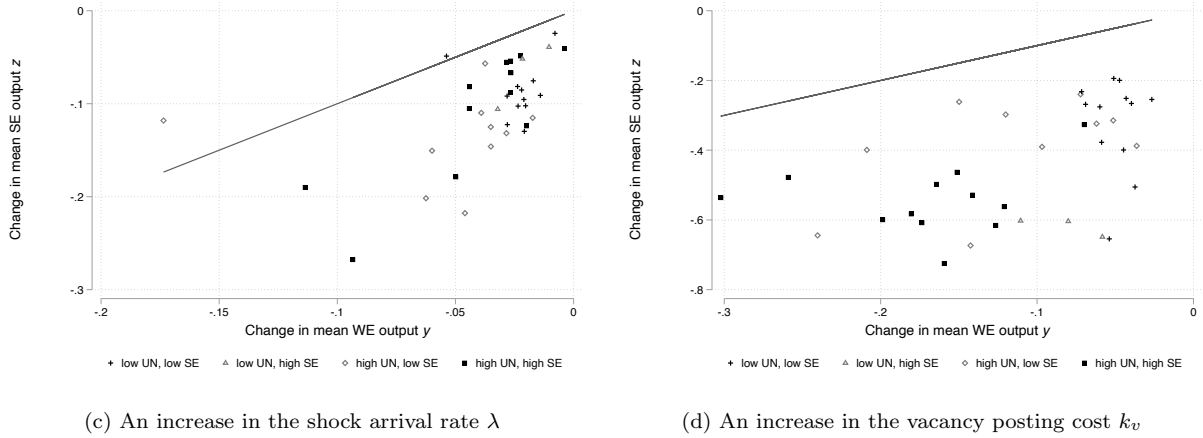 0
-.1
-.2
-.3
Change in mean SE output z
-.2
-.15
-.1
-.05
0
Change in mean WE output y
low UN, low SE
low UN, high SE
high UN, low SE
high UN, high SE
(c) An increase in the shock arrival rate λ
0
-.2
-.4
-.6
-.8
Change in mean SE output z
-.3
-.2
-.1
0
Change in mean WE output y
low UN, low SE
low UN, high SE
high UN, low SE
high UN, high SE
(d) An increase in the vacancy posting cost kᵥ